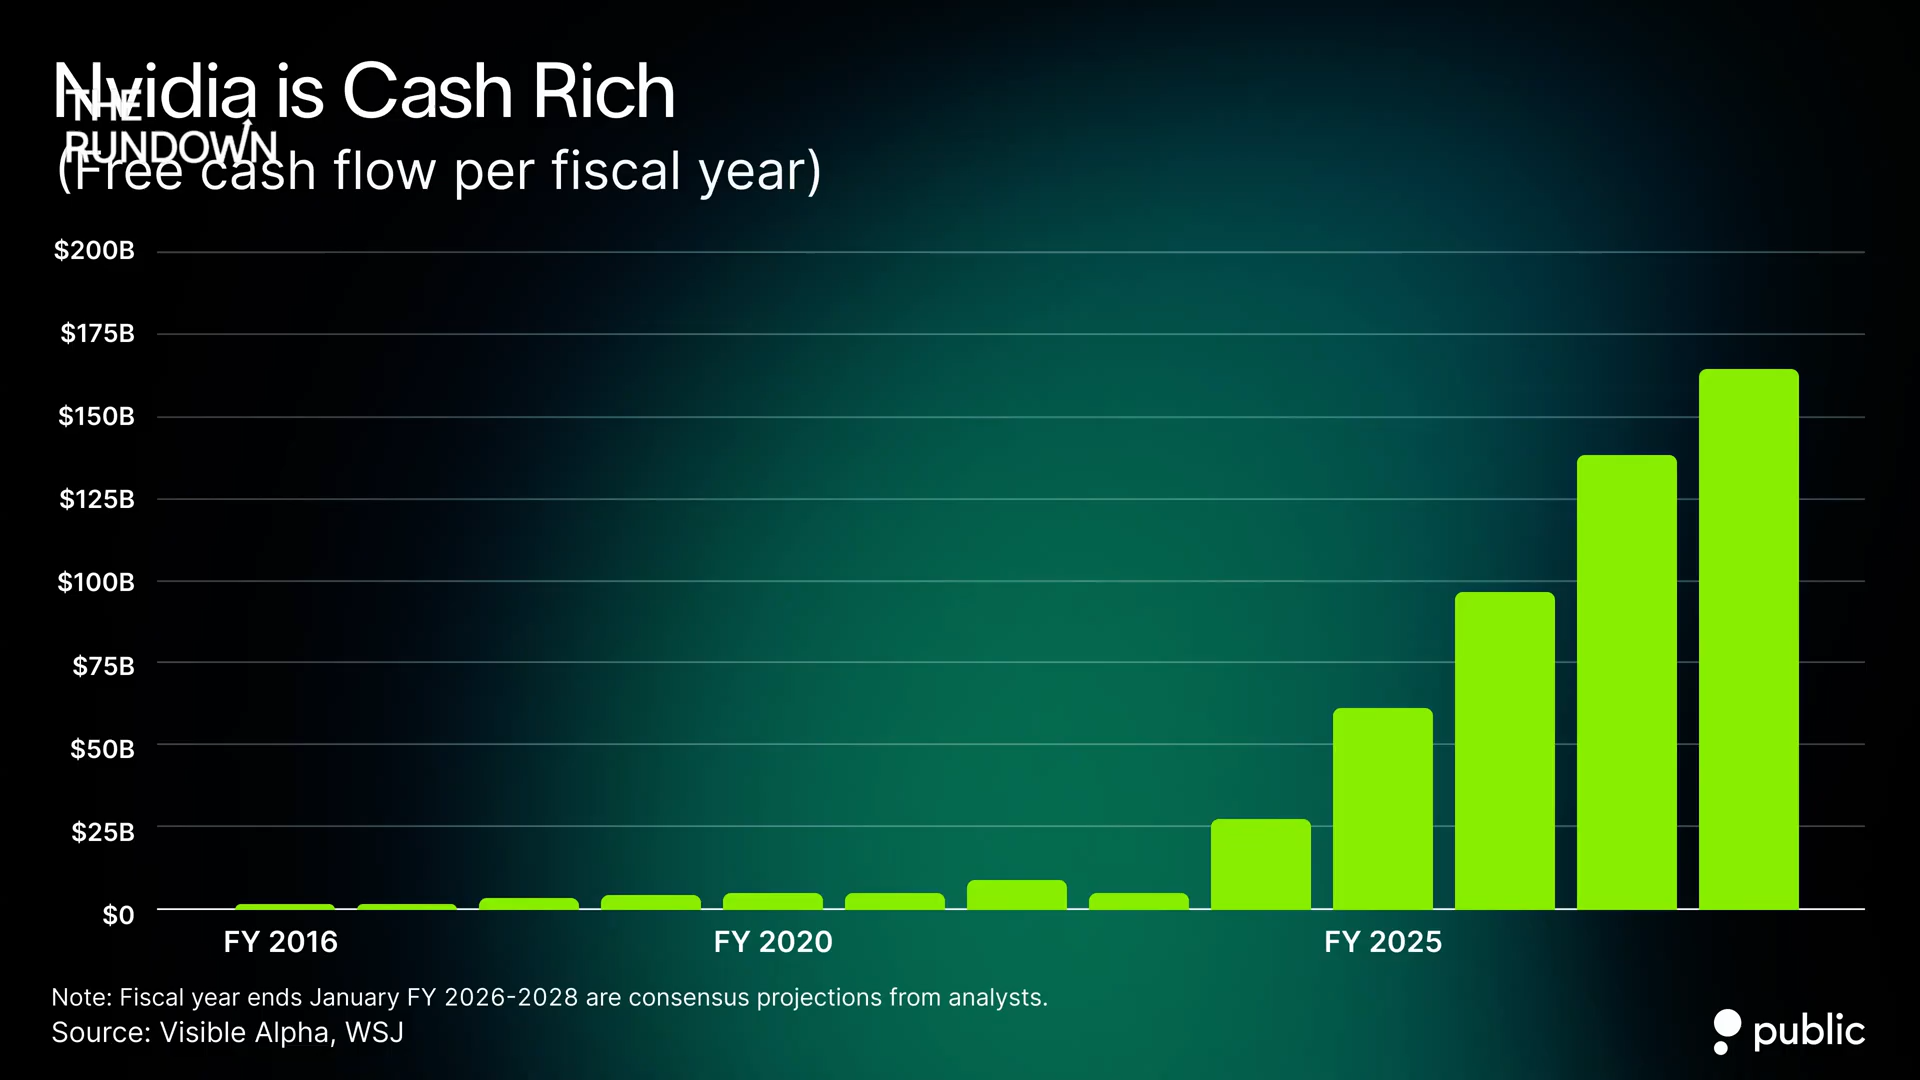 Nvidia is Cash Rich
THE
RUNDOWN
(Free cash flow per fiscal year)
$200B
$175B
$150B
$125B
$100B
$75B
$50B
$25B
$0
FY 2016 FY 2020 FY 2025
Note: Fiscal year ends January FY 2026-2028 are consensus projections from analysts.
Source: Visible Alpha, WSJ
public